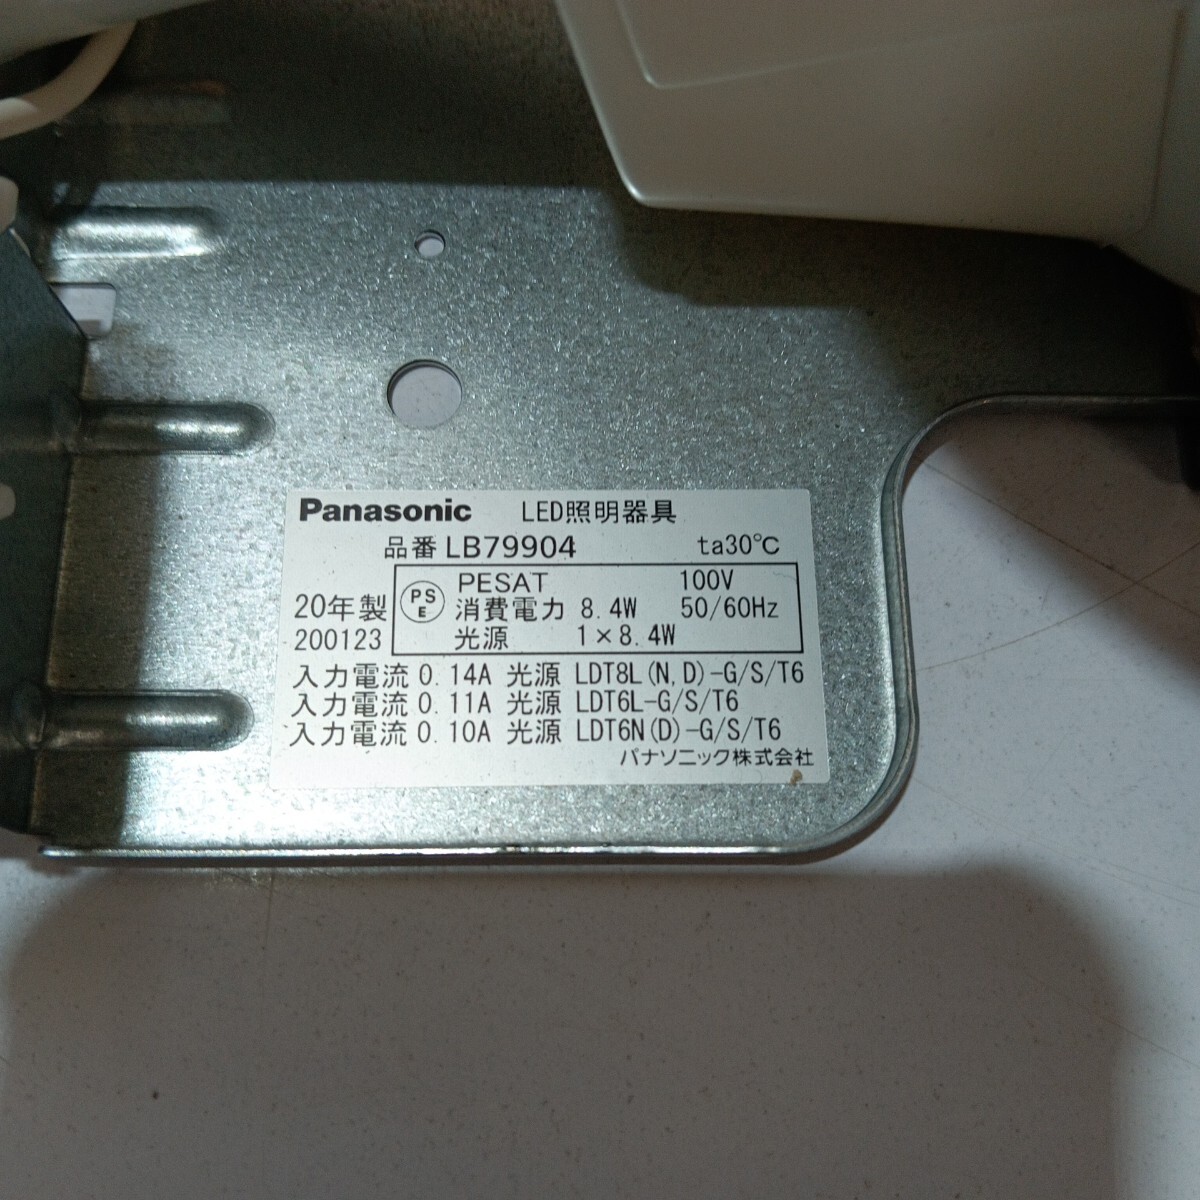 Panasonic LED照明器具
品番 LB79904 ta30℃
PESAT 100V
20年製 PS E 消費電力 8.4W 50/60Hz
200123 光源 1×8.4W
入力電流 0.14A 光源 LDT8L(N,D)-G/S/T6
入力電流 0.11A 光源 LDT6L-G/S/T6
入力電流 0.10A 光源 LDT6N(D)-G/S/T6
パナソニック株式会社